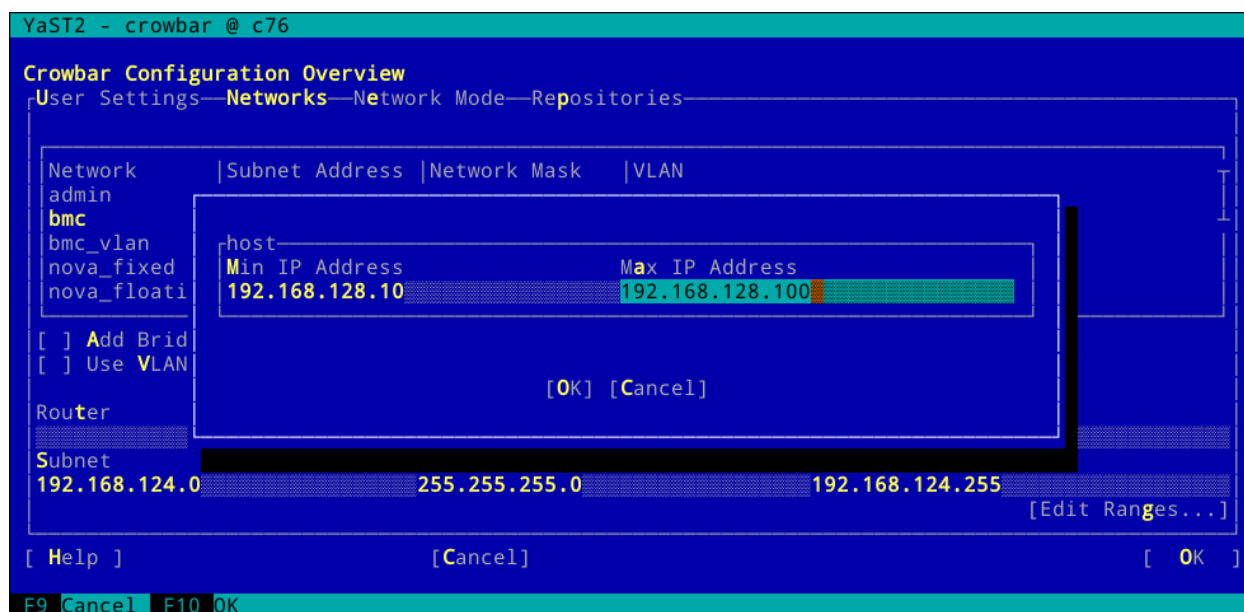 YaST2 - crowbar @ c76
Crowbar Configuration Overview
User Settings Networks Network Mode Repositories
Network |Subnet Address |Network Mask |VLAN
admin
bmc
bmc_vlan
nova_fixed
nova_floati
host
Min IP Address Max IP Address
192.168.128.10 192.168.128.100
[OK] [Cancel]
[ ] Add Brid
[ ] Use VLAN
Router
Subnet
192.168.124.0 255.255.255.0 192.168.124.255
[Edit Ranges...]
[ Help ] [Cancel] [ OK ]
F9 Cancel F10 OK